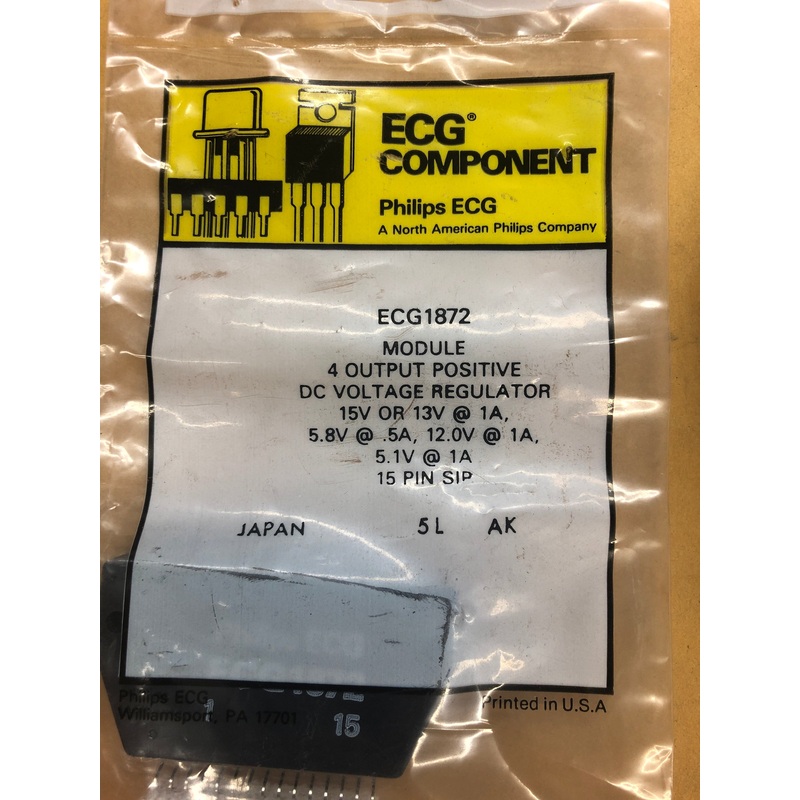 ECG®
COMPONENT
Philips ECG
A North American Philips Company
ECG1872
MODULE
4 OUTPUT POSITIVE
DC VOLTAGE REGULATOR
15V OR 13V @ 1A,
5.8V @ .5A, 12.0V @ 1A,
5.1V @ 1A
15 PIN SIP
JAPAN 5L AK
Philips ECG
Williamsport, PA 17701
Printed in U.S.A
1 15